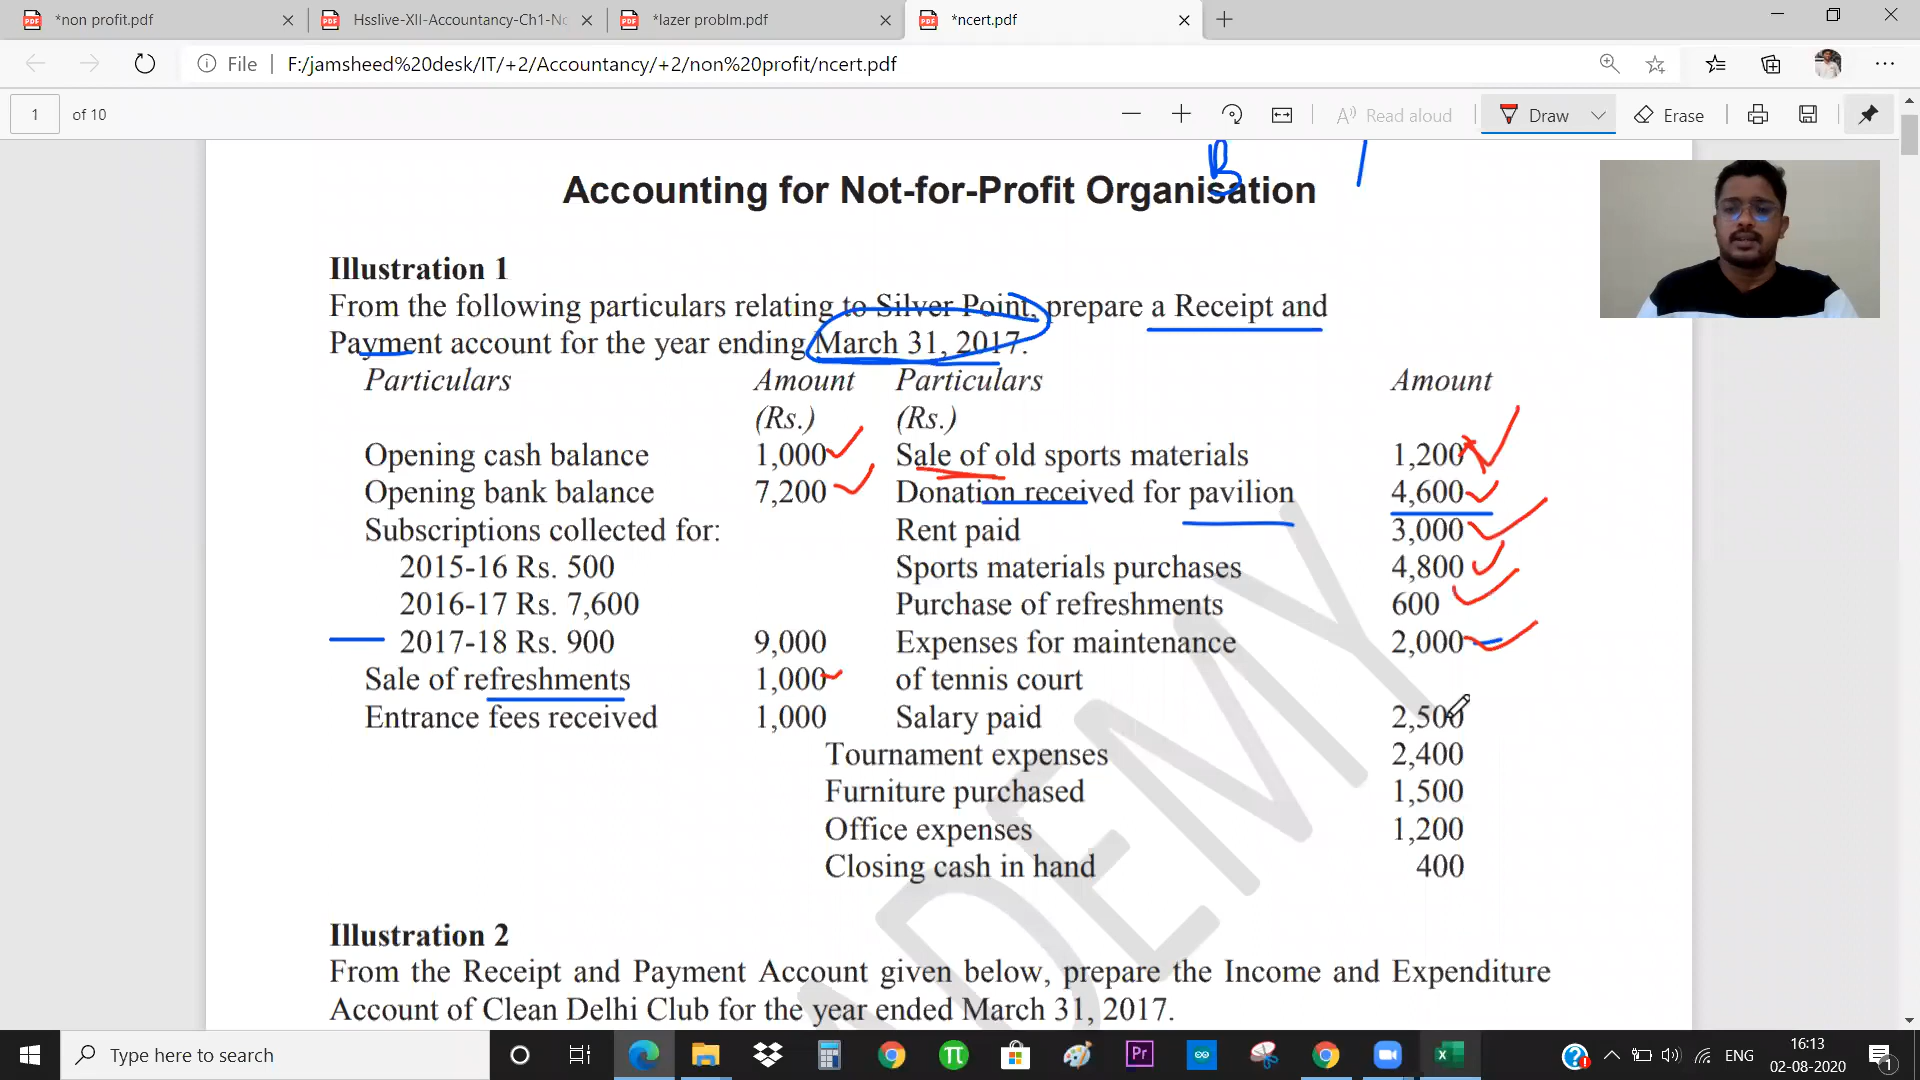 *non profit.pdf
Hsslive-XII-Accountancy-Ch1-No
*lazer problm.pdf
*ncert.pdf
File
F:/jamsheed%20desk/IT/+2/Accountancy/+2/non%20profit/ncert.pdf
1 of 10
Read aloud
Draw
Erase
B
Accounting for Not-for-Profit Organisation
Illustration 1
From the following particulars relating to Silver Point, prepare a Receipt and
Payment account for the year ending March 31, 2017.
Particulars Amount Particulars Amount
(Rs.) (Rs.)
Opening cash balance 1,000 Sale of old sports materials 1,200
Opening bank balance 7,200 Donation received for pavilion 4,600
Subscriptions collected for: Rent paid 3,000
2015-16 Rs. 500 Sports materials purchases 4,800
2016-17 Rs. 7,600 Purchase of refreshments 600
2017-18 Rs. 900 9,000 Expenses for maintenance 2,000
Sale of refreshments 1,000 of tennis court
Entrance fees received 1,000 Salary paid 2,500
Tournament expenses 2,400
Furniture purchased 1,500
Office expenses 1,200
Closing cash in hand 400
ADEMY
Illustration 2
From the Receipt and Payment Account given below, prepare the Income and Expenditure
Account of Clean Delhi Club for the year ended March 31, 2017.
Type here to search
Pr
ENG
16:13
02-08-2020
1